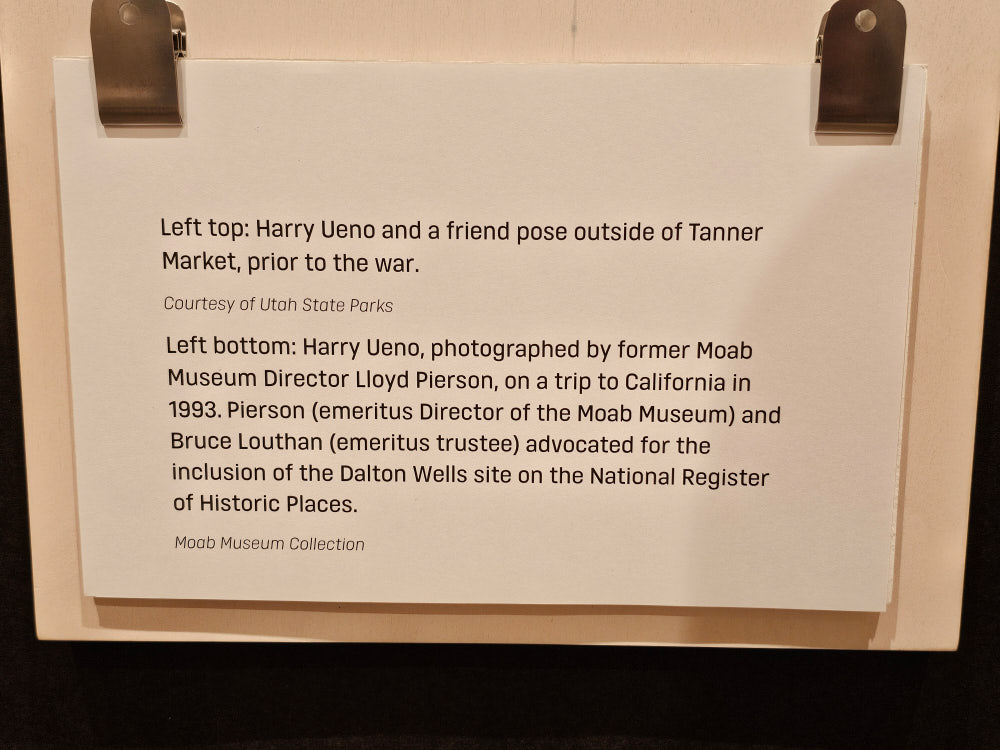 Left top: Harry Ueno and a friend pose outside of Tanner
Market, prior to the war.
Courtesy of Utah State Parks
Left bottom: Harry Ueno, photographed by former Moab
Museum Director Lloyd Pierson, on a trip to California in
1993. Pierson (emeritus Director of the Moab Museum) and
Bruce Louthan (emeritus trustee) advocated for the
inclusion of the Dalton Wells site on the National Register
of Historic Places.
Moab Museum Collection